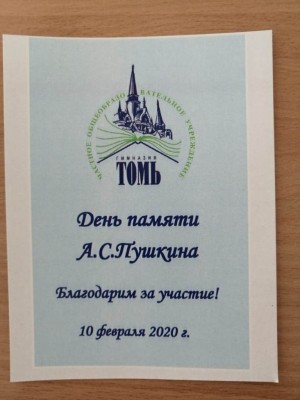 ЧАСТНОЕ ОБЩЕОБРАЗОВАТЕЛЬНОЕ УЧРЕЖДЕНИЕ
ГИМНАЗИЯ
ТОМЬ
День памяти
А.С.Пушкина
Благодарим за участие!
10 февраля 2020 г.